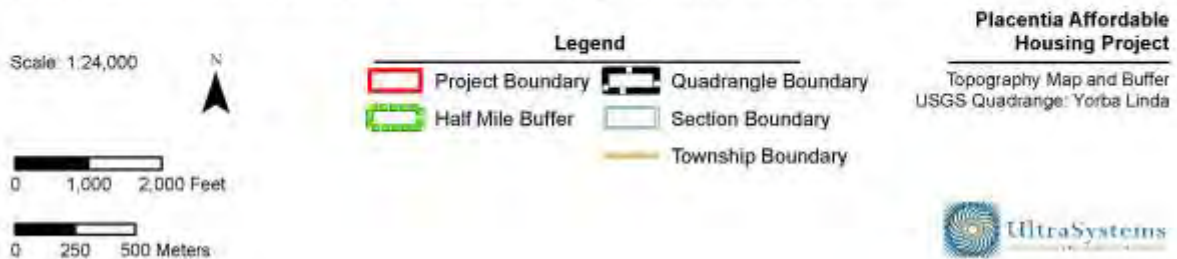 Scale: 1:24,000
N
0 1,000 2,000 Feet
0 250 500 Meters
Legend
Project Boundary
Half Mile Buffer
Quadrangle Boundary
Section Boundary
Township Boundary
Placentia Affordable
Housing Project
Topography Map and Buffer
USGS Quadrange: Yorba Linda
UltraSystems